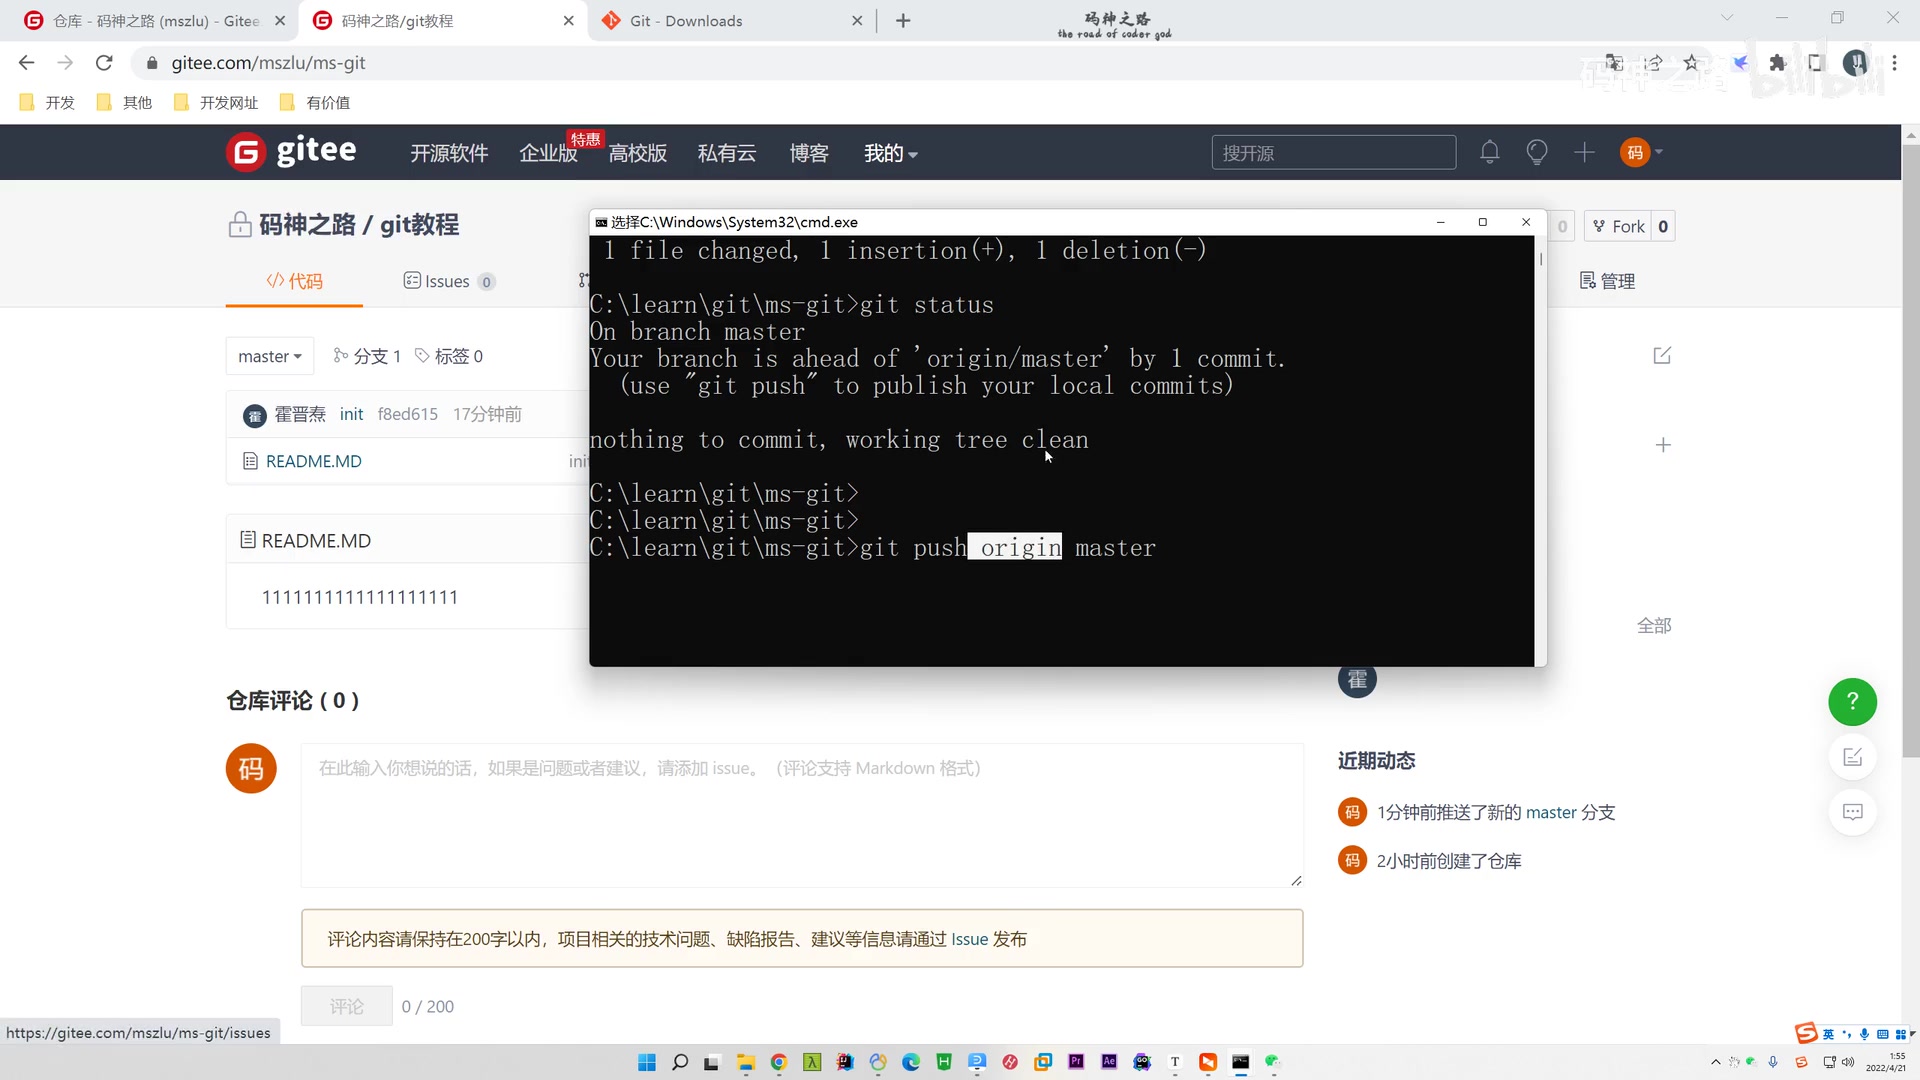 仓库 - 码神之路 (mszlu) - Gitee
码神之路/git教程
Git - Downloads
码神之路
the road of coder god
gitee.com/mszlu/ms-git
码神之路 bilibili
开发
其他
开发网址
有价值
gitee
开源软件
企业版
特惠
高校版
私有云
博客
我的
搜开源
码
码神之路 / git教程
0
Fork 0
代码
Issues 0
管理
master
分支 1
标签 0
霍
init f8ed615 17分钟前
README.MD
init
README.MD
1111111111111111111
选择C:\Windows\System32\cmd.exe
1 file changed, 1 insertion(+), 1 deletion(-)
C:\learn\git\ms-git>git status
On branch master
Your branch is ahead of 'origin/master' by 1 commit.
(use "git push" to publish your local commits)
nothing to commit, working tree clean
C:\learn\git\ms-git>
C:\learn\git\ms-git>
C:\learn\git\ms-git>git push origin master
全部
霍
仓库评论 ( 0 )
码
在此输入你想说的话，如果是问题或者建议，请添加 issue。（评论支持 Markdown 格式）
近期动态
码
1分钟前推送了新的 master 分支
码
2小时前创建了仓库
评论内容请保持在200字以内，项目相关的技术问题、缺陷报告、建议等信息请通过 Issue 发布
评论
0 / 200
https://gitee.com/mszlu/ms-git/issues
英
1:55
2022/4/21